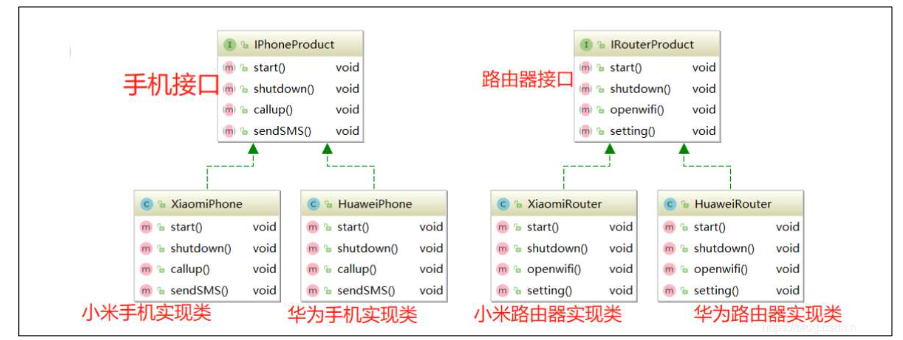 IPhoneProduct
start() void
shutdown() void
callup() void
sendSMS() void
手机接口
IRouterProduct
start() void
shutdown() void
openwifi() void
setting() void
路由器接口
XiaomiPhone
start() void
shutdown() void
callup() void
sendSMS() void
小米手机实现类
HuaweiPhone
start() void
shutdown() void
callup() void
sendSMS() void
华为手机实现类
XiaomiRouter
start() void
shutdown() void
openwifi() void
setting() void
小米路由器实现类
HuaweiRouter
start() void
shutdown() void
openwifi() void
setting() void
华为路由器实现类